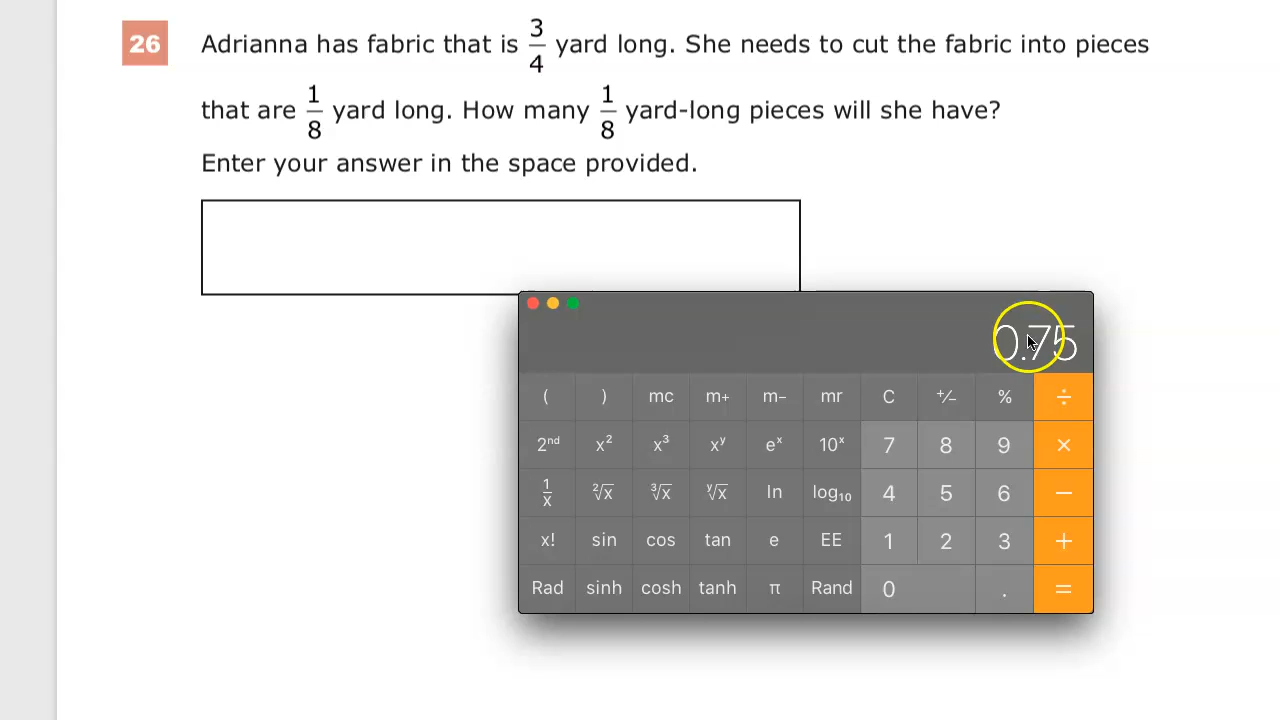 26 Adrianna has fabric that is 3/4 yard long. She needs to cut the fabric into pieces
that are 1/8 yard long. How many 1/8 yard-long pieces will she have?
Enter your answer in the space provided.
0.75
( ) mc m+ m- mr C +/- % ÷
2nd x² x³ xʸ eˣ 10ˣ 7 8 9 ×
1/x ²√x ³√x ʸ√x ln log₁₀ 4 5 6 −
x! sin cos tan e EE 1 2 3 +
Rad sinh cosh tanh π Rand 0 . =